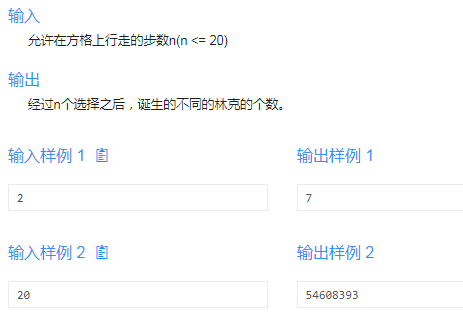 输入
允许在方格上行走的步数n(n <= 20)
输出
经过n个选择之后，诞生的不同的林克的个数。
输入样例 1
输出样例 1
2
7
输入样例 2
输出样例 2
20
54608393